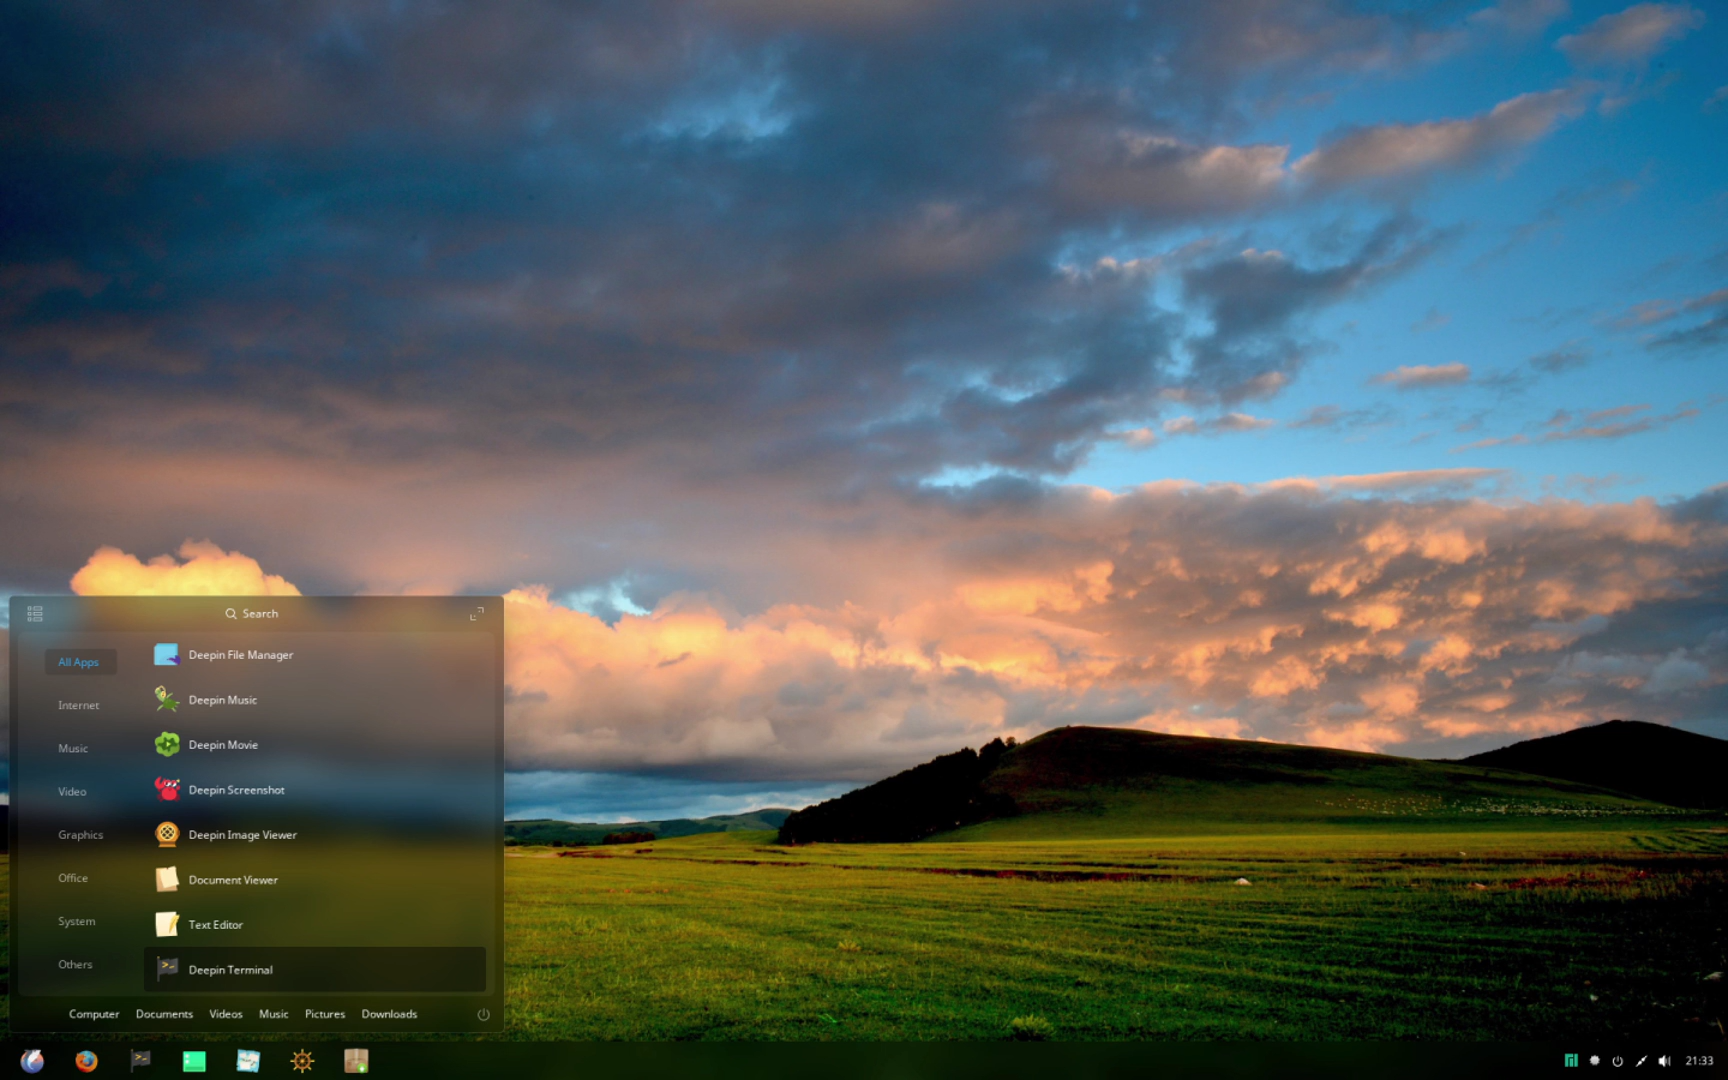 Search
All Apps
Internet
Music
Video
Graphics
Office
System
Others
Deepin File Manager
Deepin Music
Deepin Movie
Deepin Screenshot
Deepin Image Viewer
Document Viewer
Text Editor
Deepin Terminal
Computer Documents Videos Music Pictures Downloads
21:33